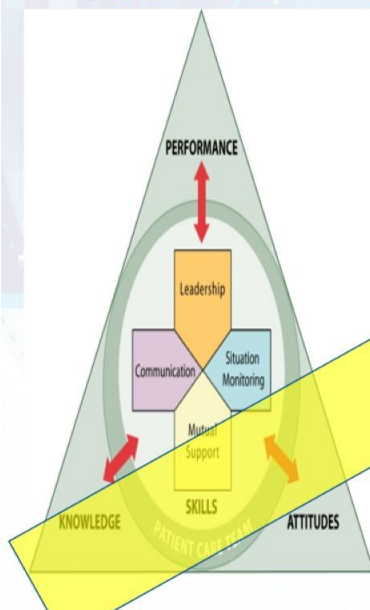 PERFORMANCE
Leadership
Communication
Situation
Monitoring
Mutual
Support
SKILLS
KNOWLEDGE
ATTITUDES
PATIENT CARE TEAM